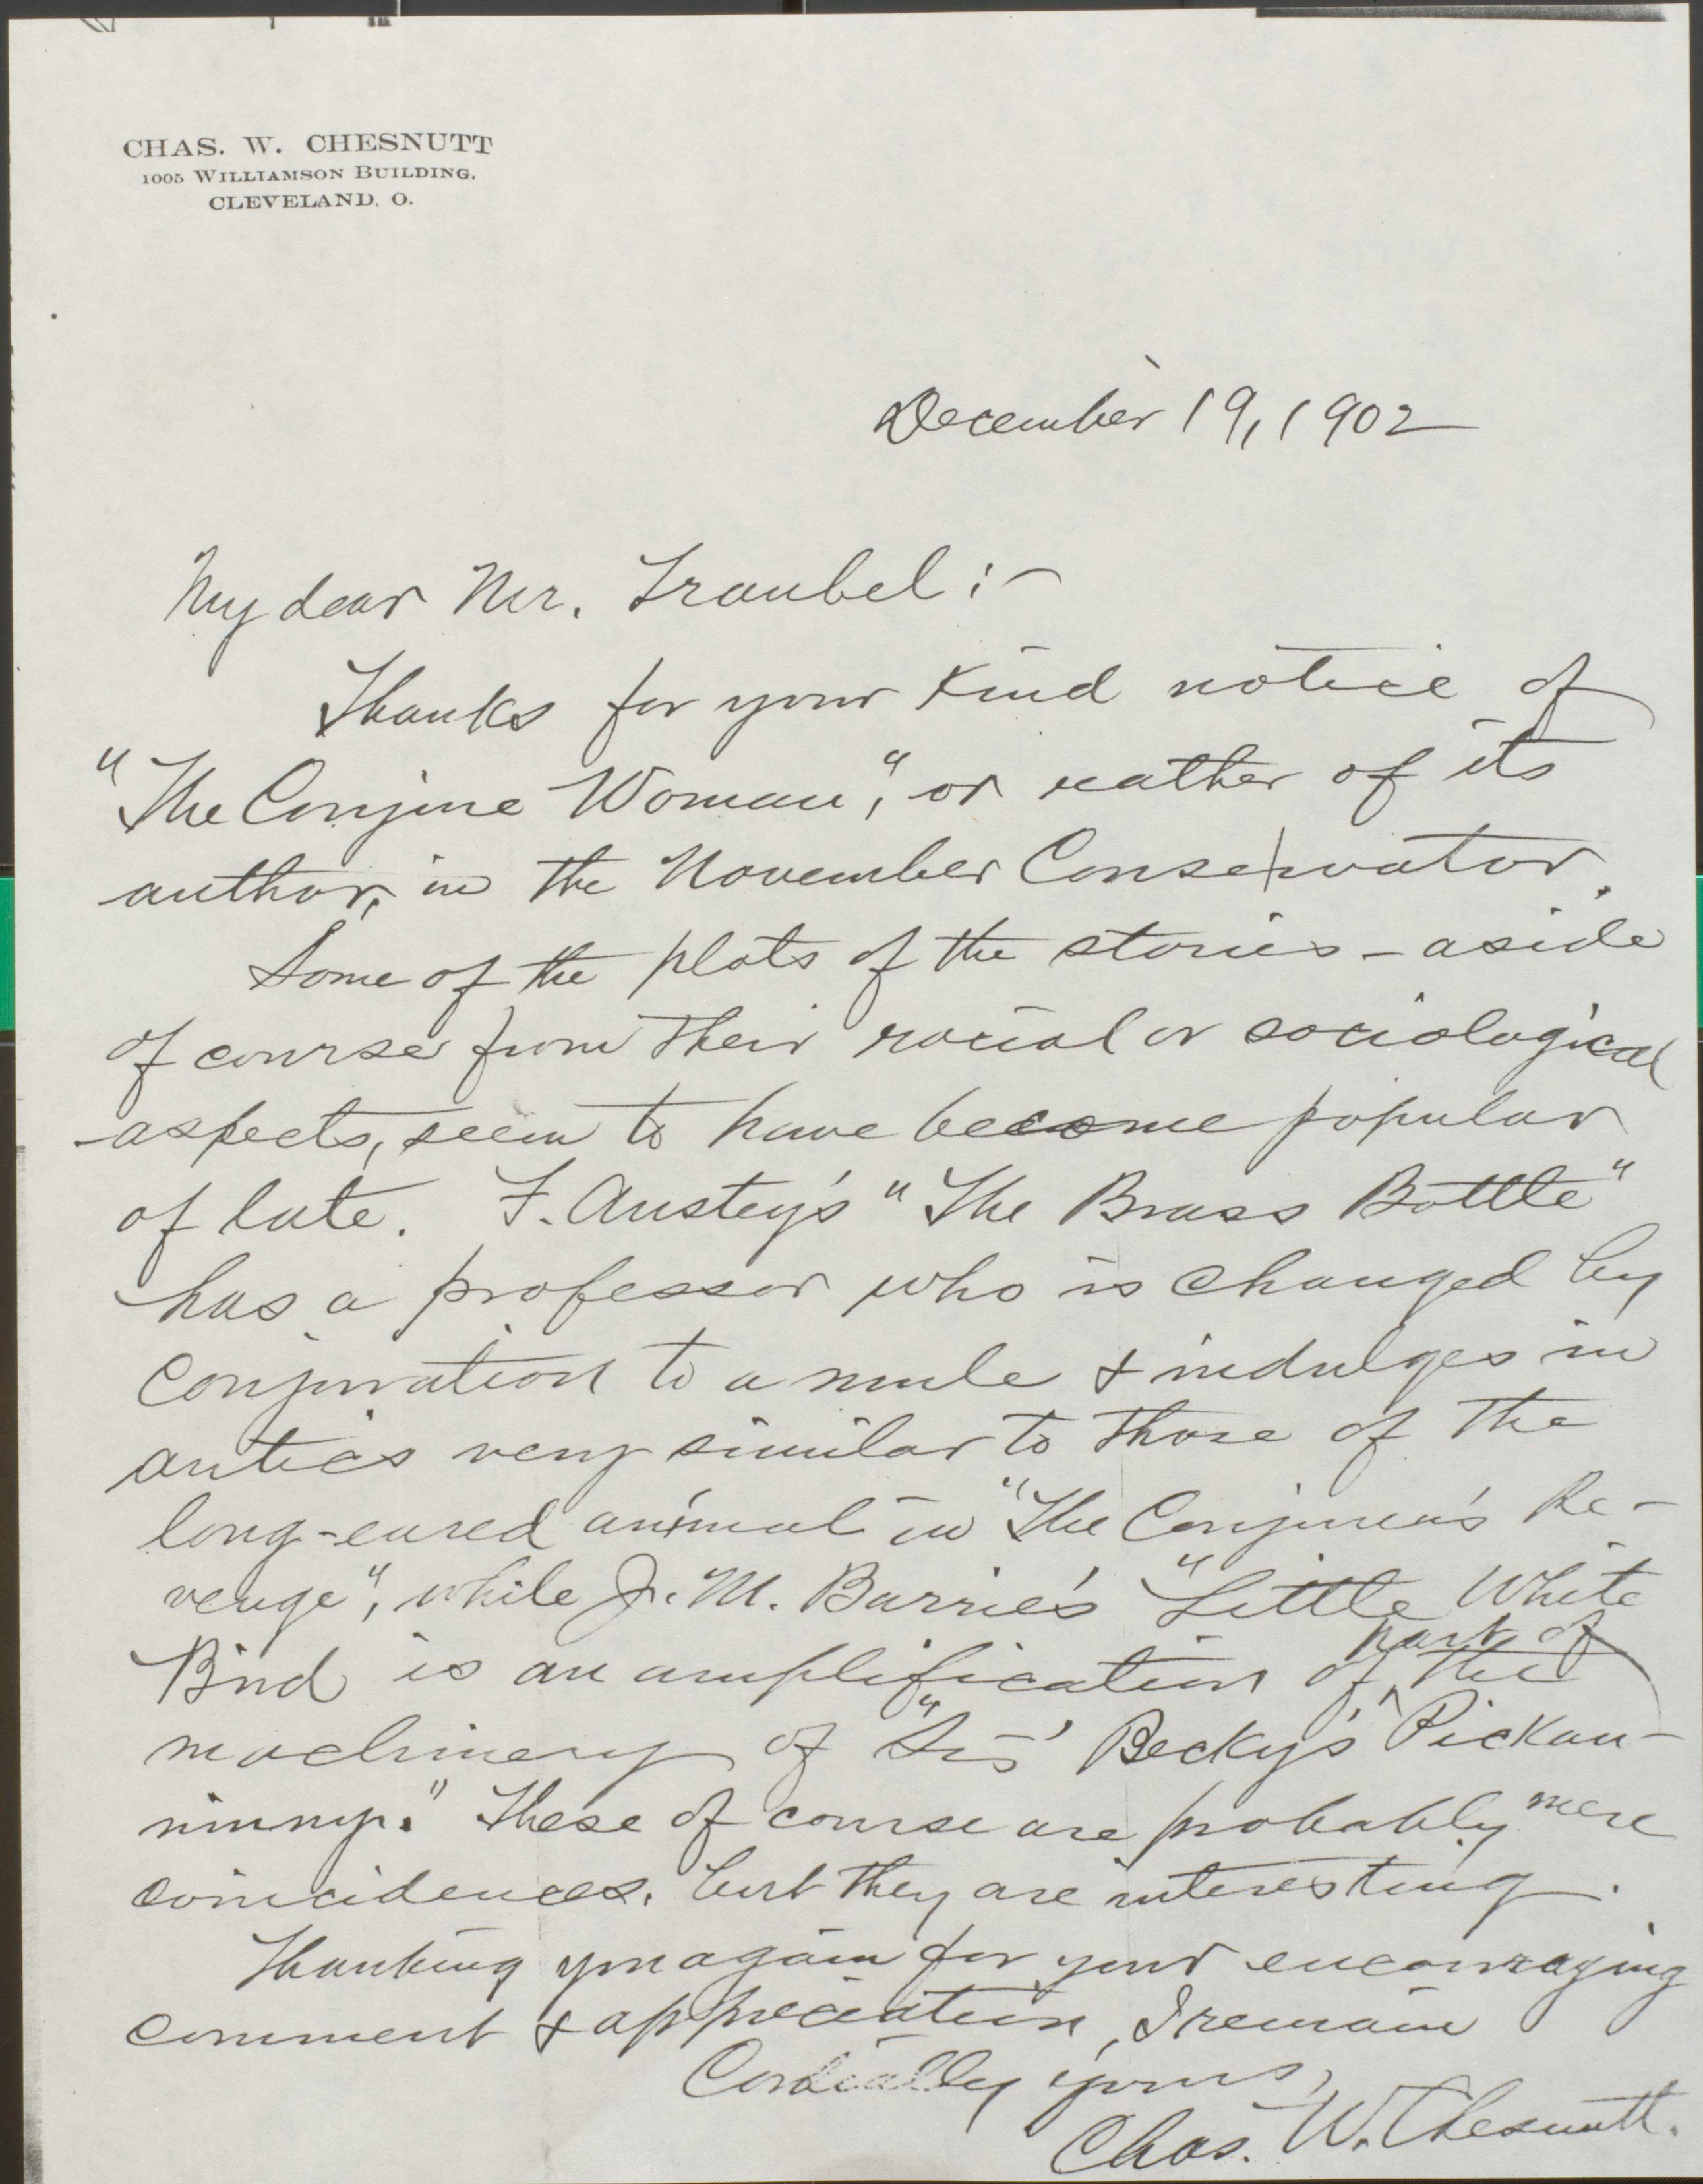 CHAS. W. CHESNUTT
1005 WILLIAMSON BUILDING.
CLEVELAND, O.
December 19, 1902
My dear Mr. Traubel :—
Thanks for your kind notice of
"The Conjure Woman," or rather of its
author, in the November Conservator.
Some of the plots of the stories - aside
of course from their racial or sociological
aspects, seem to have become popular
of late. F. Anstey's "The Brass Bottle"
has a professor who is changed by
conjuration to a mule & indulges in
antics very similar to those of the
long-eared animal in "The Conjurer's Re-
venge", while J. M. Barrie's "Little White
Bird is an amplification of part of the
machinery of "Sis' Becky's Pickan-
ninny." These of course are probably mere
coincidences. but they are interesting.
Thanking you again for your encouraging
comment & appreciation, I remain
Cordially yours,
Chas. W. Chesnutt.